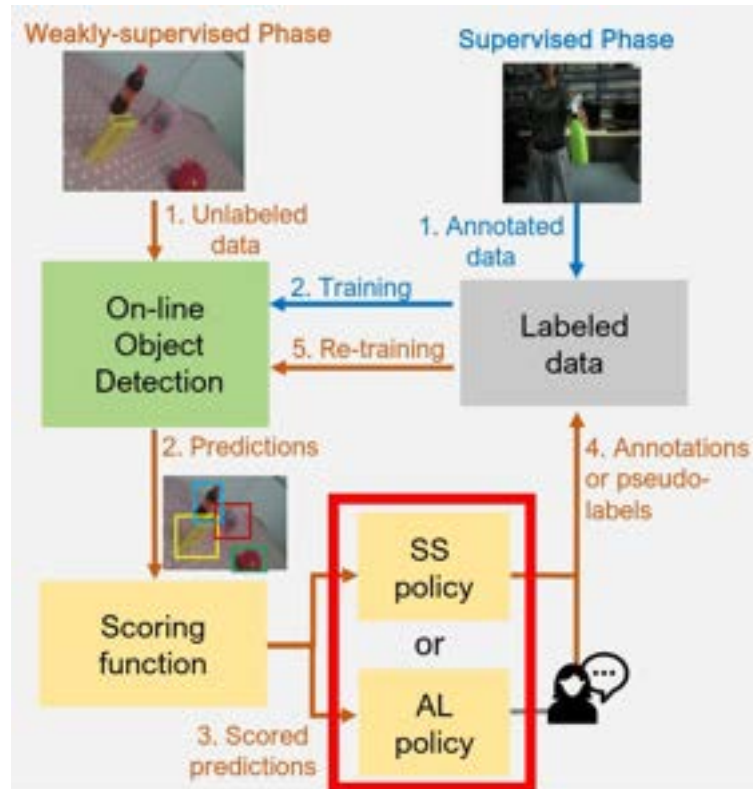 Weakly-supervised Phase
Supervised Phase
1. Unlabeled
data
1. Annotated
data
On-line
Object
Detection
2. Training
5. Re-training
Labeled
data
2. Predictions
4. Annotations
or pseudo-
labels
SS
policy
or
Scoring
function
AL
policy
3. Scored
predictions